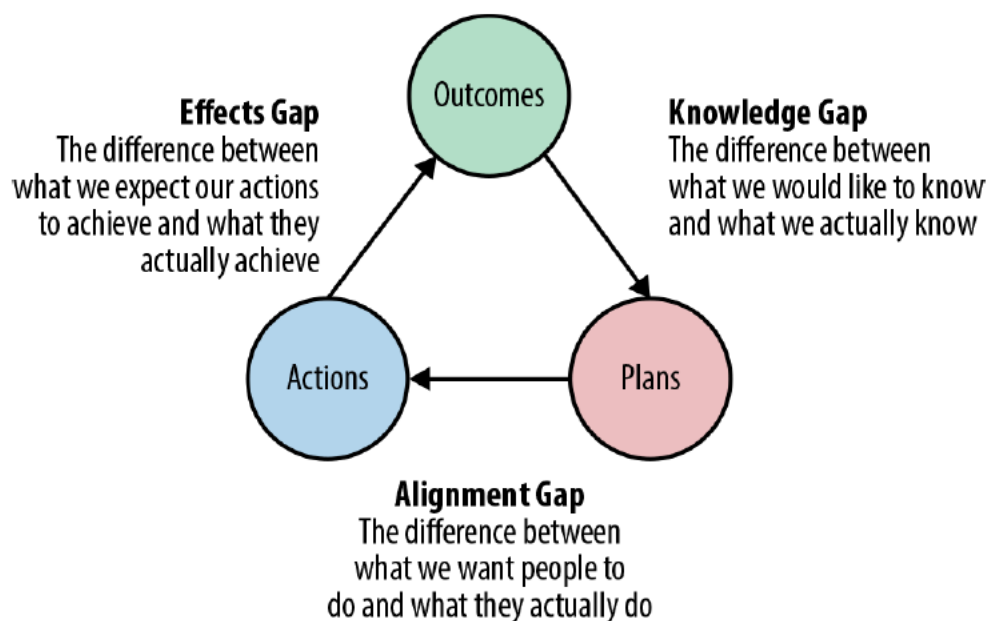 Outcomes
Effects Gap
The difference between
what we expect our actions
to achieve and what they
actually achieve
Knowledge Gap
The difference between
what we would like to know
and what we actually know
Actions
Plans
Alignment Gap
The difference between
what we want people to
do and what they actually do